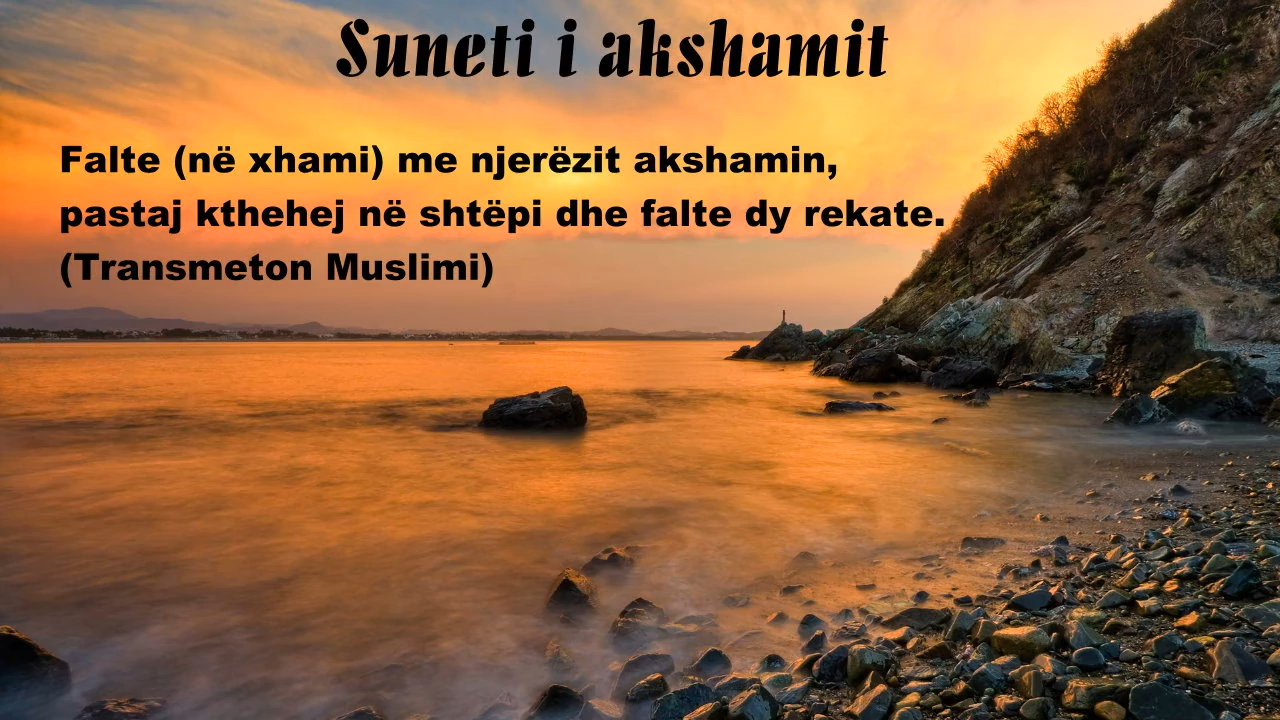 Suneti i akshamit
Falte (në xhami) me njerëzit akshamin,
pastaj kthehej në shtëpi dhe falte dy rekate.
(Transmeton Muslimi)